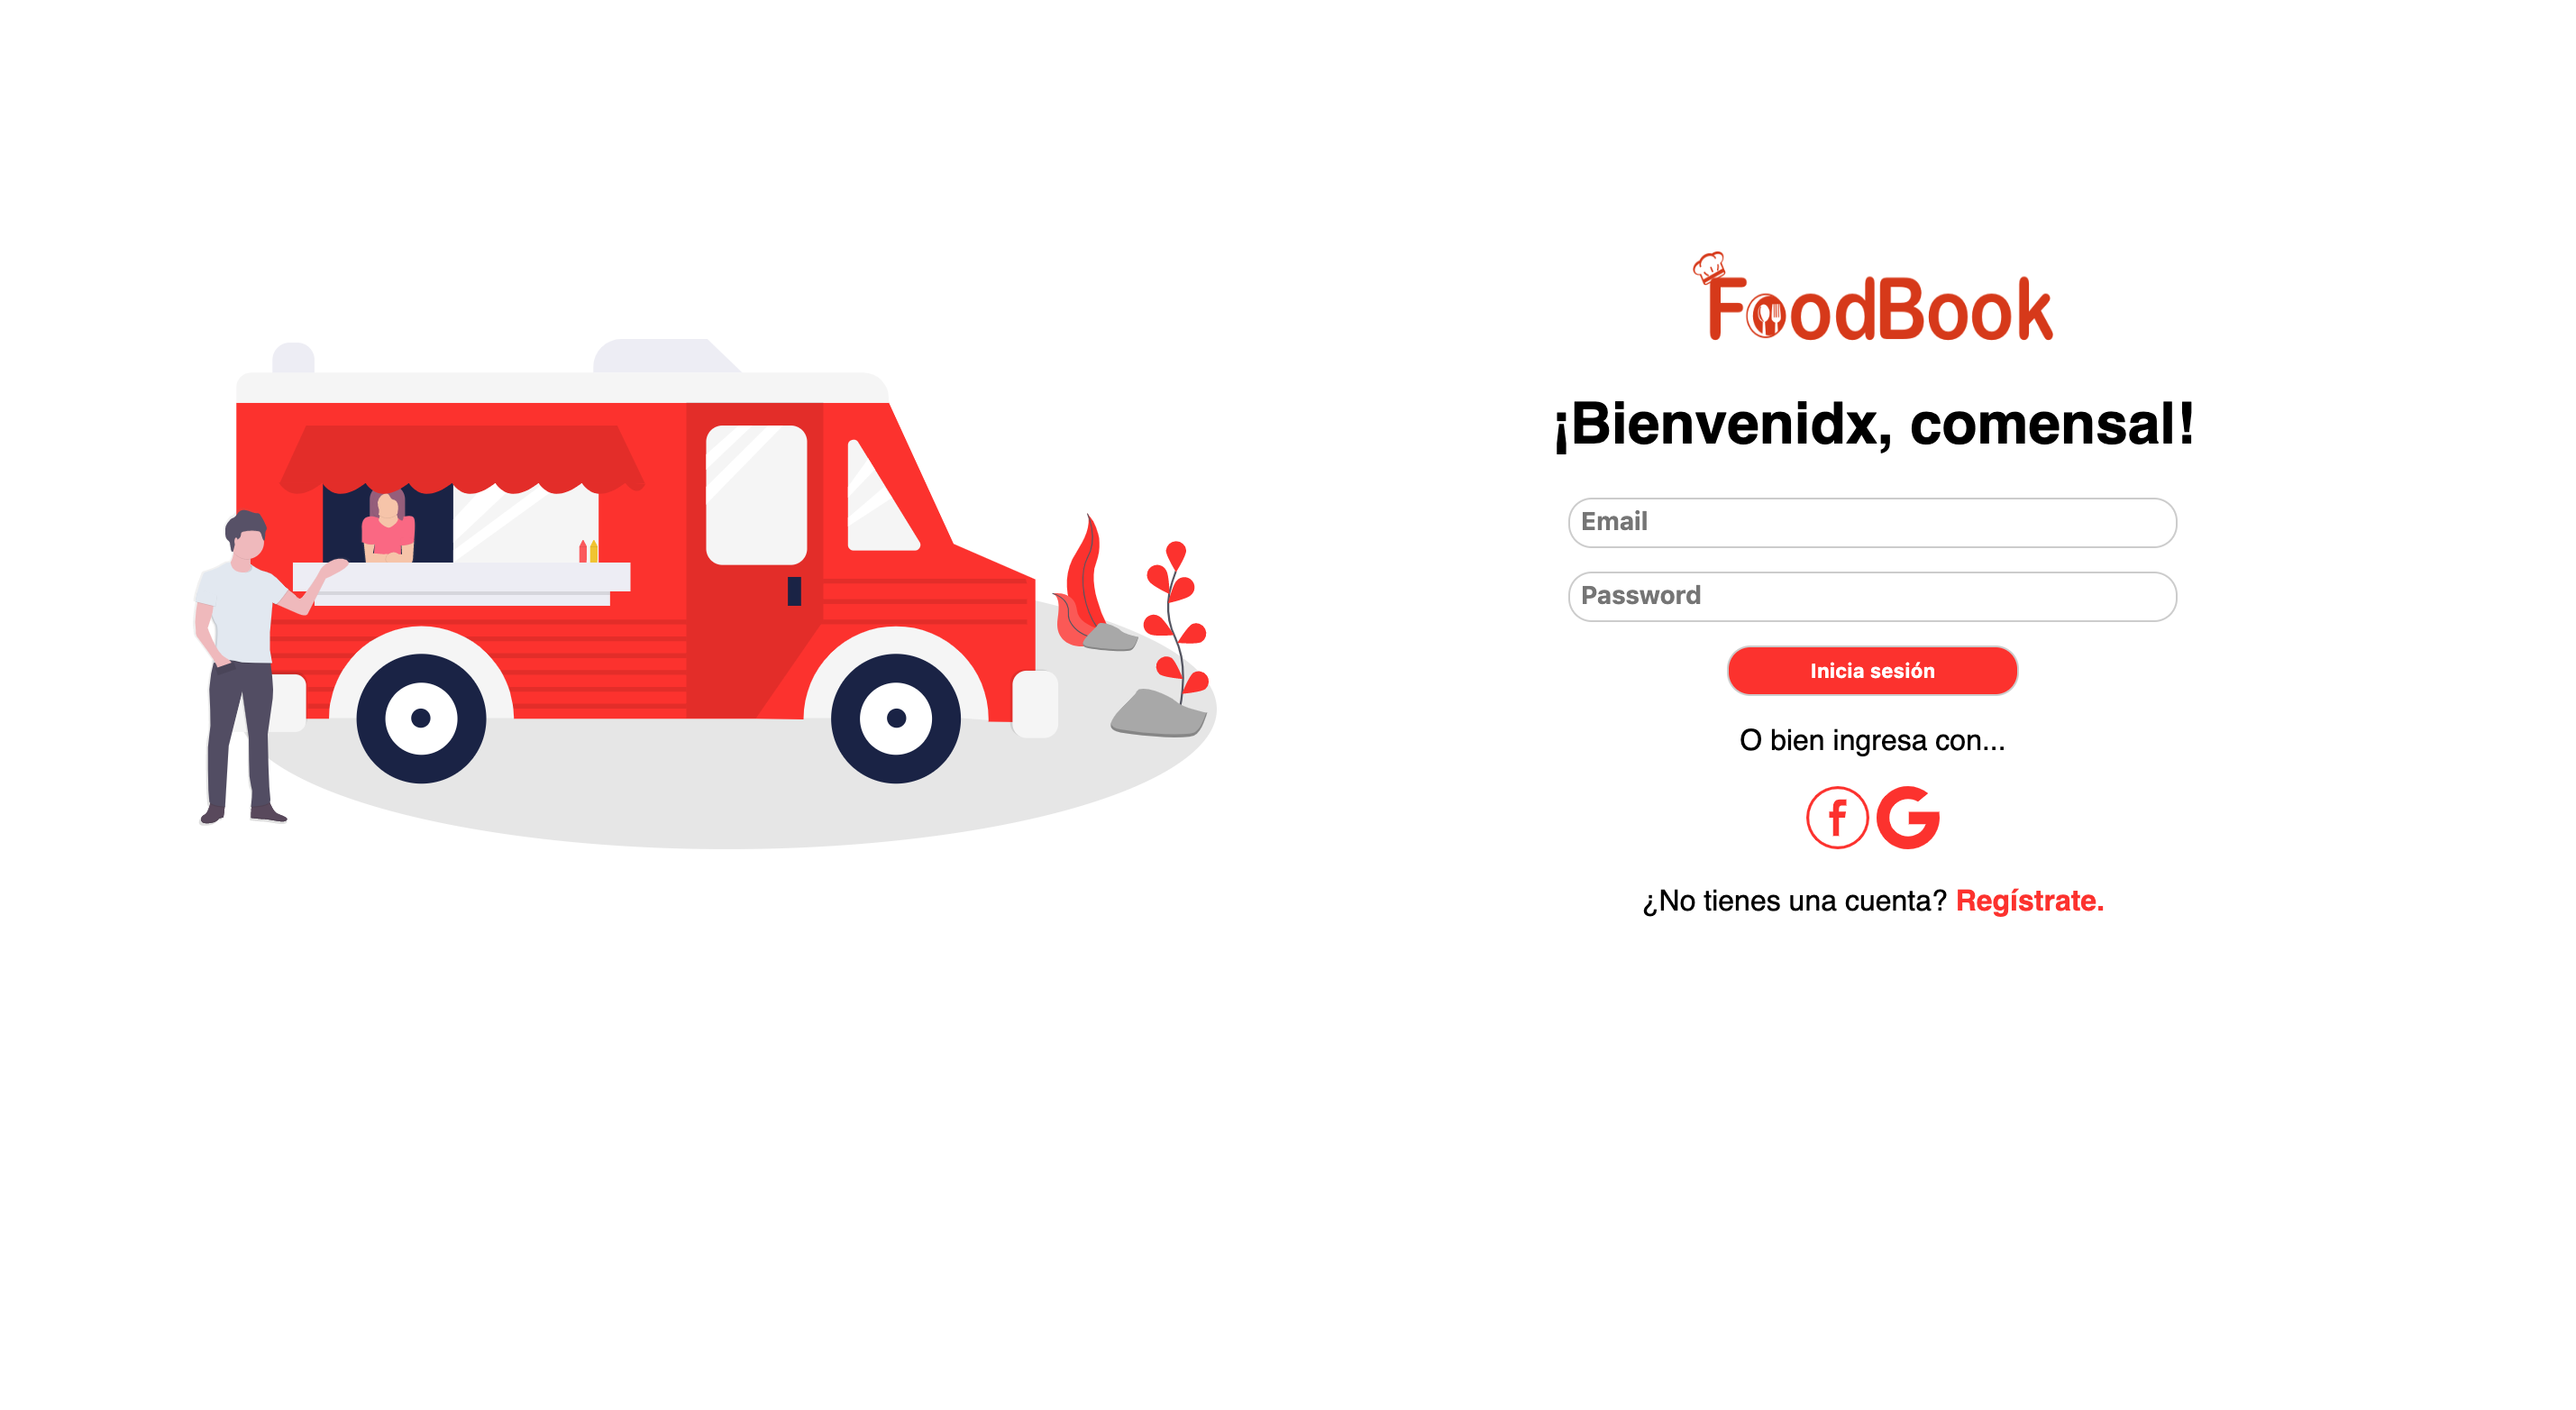 FoodBook
¡Bienvenidx, comensal!
Email
Password
Inicia sesión
O bien ingresa con...
¿No tienes una cuenta? Regístrate.